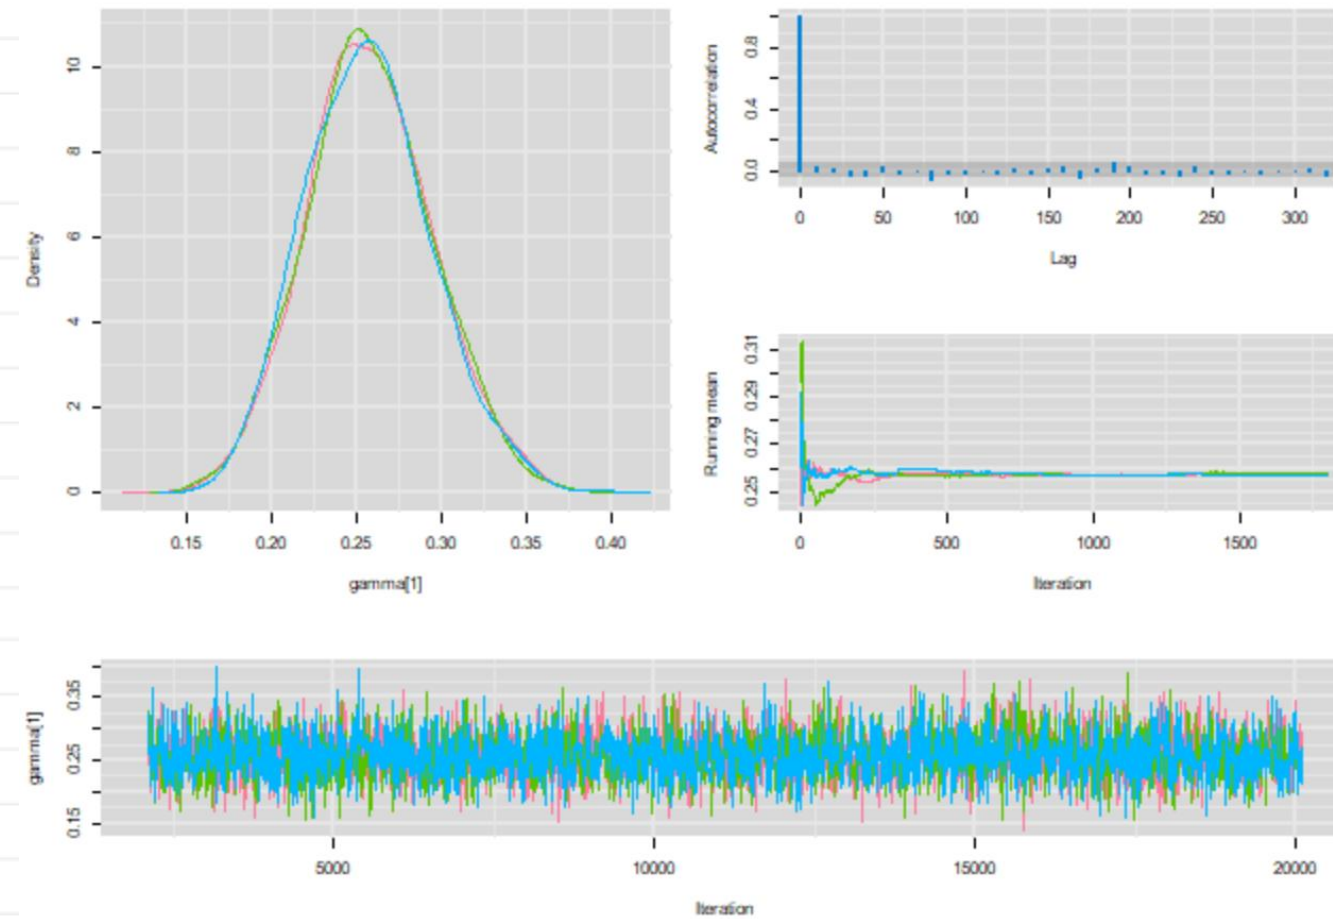 Density
10
8
6
4
2
0
0.15 0.20 0.25 0.30 0.35 0.40
gamma[1]
Autocorrelation
0.8
0.4
0.0
0 50 100 150 200 250 300
Lag
Running mean
0.31
0.29
0.27
0.25
0 500 1000 1500
Iteration
gamma[1]
0.35
0.25
0.15
5000 10000 15000 20000
Iteration